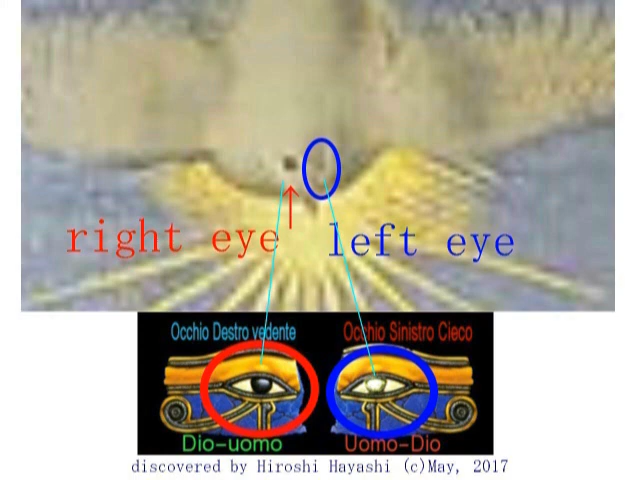 right eye
left eye
Occhio Destro vedente
Occhio Sinistro Cieco
Dio-uomo
Uomo-Dio
discovered by Hiroshi Hayashi (c)May, 2017